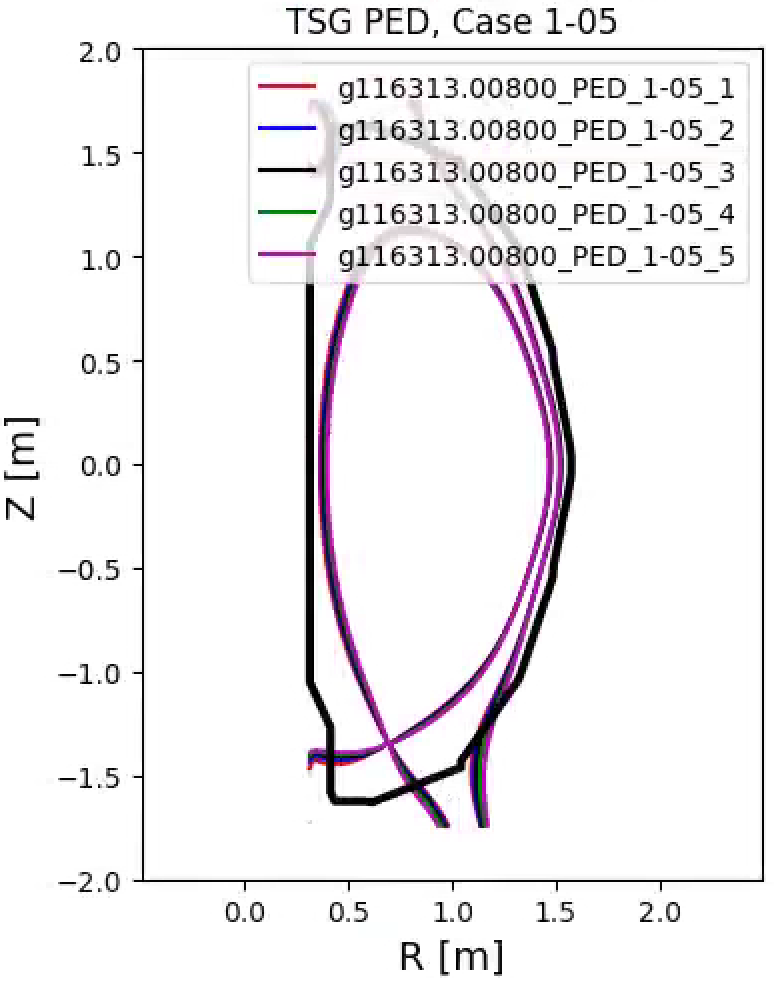 TSG PED, Case 1-05
2.0
1.5
1.0
0.5
0.0
−0.5
−1.0
−1.5
−2.0
Z [m]
g116313.00800_PED_1-05_1
g116313.00800_PED_1-05_2
g116313.00800_PED_1-05_3
g116313.00800_PED_1-05_4
g116313.00800_PED_1-05_5
0.0 0.5 1.0 1.5 2.0
R [m]